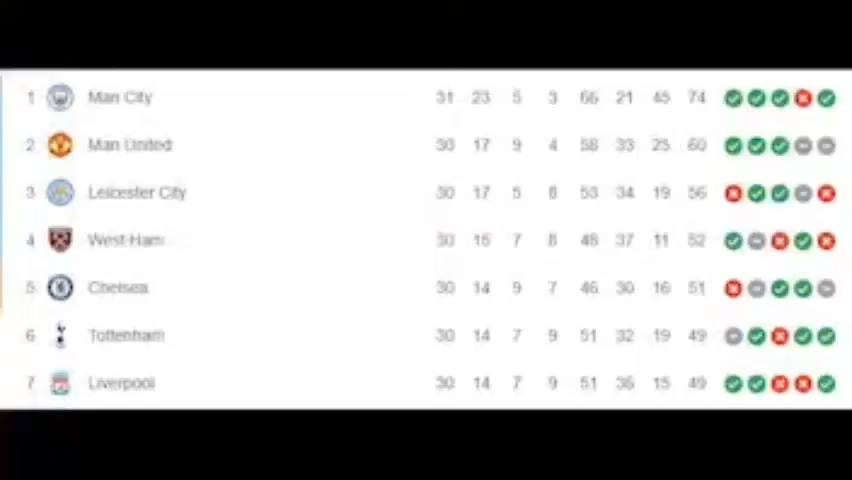 1 Man City 31 23 5 3 66 21 45 74
2 Man United 30 17 9 4 58 33 25 60
3 Leicester City 30 17 5 8 53 34 19 56
4 West Ham 30 15 7 8 48 37 11 52
5 Chelsea 30 14 9 7 46 30 16 51
6 Tottenham 30 14 7 9 51 32 19 49
7 Liverpool 30 14 7 9 51 36 15 49